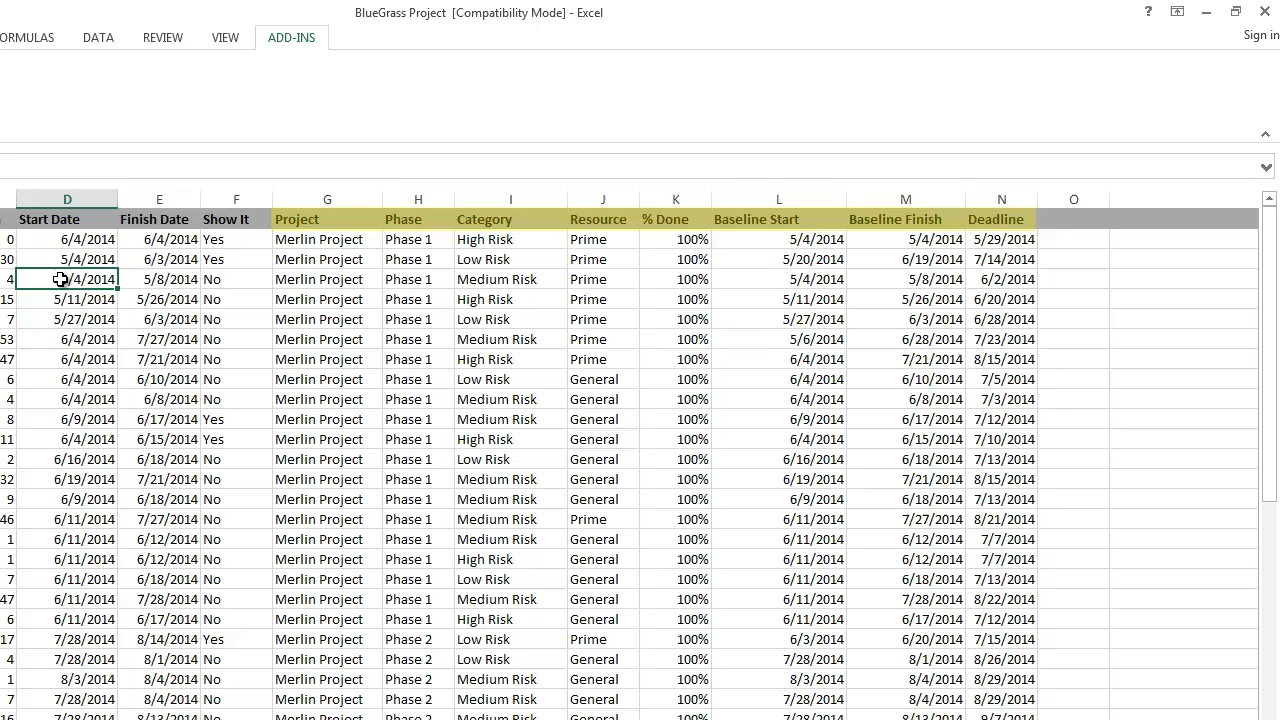 BlueGrass Project [Compatibility Mode] - Excel
?
Sign in
ORMULAS DATA REVIEW VIEW ADD-INS
D E F G H I J K L M N O
Start Date Finish Date Show It Project Phase Category Resource % Done Baseline Start Baseline Finish Deadline
0 6/4/2014 6/4/2014 Yes Merlin Project Phase 1 High Risk Prime 100% 5/4/2014 5/4/2014 5/29/2014
30 5/4/2014 6/3/2014 Yes Merlin Project Phase 1 Low Risk Prime 100% 5/20/2014 6/19/2014 7/14/2014
4 /4/2014 5/8/2014 No Merlin Project Phase 1 Medium Risk Prime 100% 5/4/2014 5/8/2014 6/2/2014
15 5/11/2014 5/26/2014 No Merlin Project Phase 1 High Risk Prime 100% 5/11/2014 5/26/2014 6/20/2014
7 5/27/2014 6/3/2014 No Merlin Project Phase 1 Low Risk Prime 100% 5/27/2014 6/3/2014 6/28/2014
53 6/4/2014 7/27/2014 No Merlin Project Phase 1 Medium Risk Prime 100% 5/6/2014 6/28/2014 7/23/2014
47 6/4/2014 7/21/2014 No Merlin Project Phase 1 High Risk Prime 100% 6/4/2014 7/21/2014 8/15/2014
6 6/4/2014 6/10/2014 No Merlin Project Phase 1 Low Risk General 100% 6/4/2014 6/10/2014 7/5/2014
4 6/4/2014 6/8/2014 No Merlin Project Phase 1 Medium Risk General 100% 6/4/2014 6/8/2014 7/3/2014
8 6/9/2014 6/17/2014 Yes Merlin Project Phase 1 Medium Risk General 100% 6/9/2014 6/17/2014 7/12/2014
11 6/4/2014 6/15/2014 Yes Merlin Project Phase 1 High Risk General 100% 6/4/2014 6/15/2014 7/10/2014
2 6/16/2014 6/18/2014 No Merlin Project Phase 1 Low Risk General 100% 6/16/2014 6/18/2014 7/13/2014
32 6/19/2014 7/21/2014 No Merlin Project Phase 1 Medium Risk General 100% 6/19/2014 7/21/2014 8/15/2014
9 6/9/2014 6/18/2014 No Merlin Project Phase 1 Medium Risk General 100% 6/9/2014 6/18/2014 7/13/2014
46 6/11/2014 7/27/2014 No Merlin Project Phase 1 Medium Risk Prime 100% 6/11/2014 7/27/2014 8/21/2014
1 6/11/2014 6/12/2014 No Merlin Project Phase 1 Medium Risk General 100% 6/11/2014 6/12/2014 7/7/2014
1 6/11/2014 6/12/2014 No Merlin Project Phase 1 High Risk General 100% 6/11/2014 6/12/2014 7/7/2014
7 6/11/2014 6/18/2014 No Merlin Project Phase 1 Low Risk General 100% 6/11/2014 6/18/2014 7/13/2014
47 6/11/2014 7/28/2014 No Merlin Project Phase 1 Medium Risk General 100% 6/11/2014 7/28/2014 8/22/2014
6 6/11/2014 6/17/2014 No Merlin Project Phase 1 High Risk General 100% 6/11/2014 6/17/2014 7/12/2014
17 7/28/2014 8/14/2014 Yes Merlin Project Phase 2 Low Risk Prime 100% 6/3/2014 6/20/2014 7/15/2014
4 7/28/2014 8/1/2014 No Merlin Project Phase 2 Low Risk General 100% 7/28/2014 8/1/2014 8/26/2014
1 8/3/2014 8/4/2014 No Merlin Project Phase 2 Medium Risk General 100% 8/3/2014 8/4/2014 8/29/2014
7 7/28/2014 8/4/2014 No Merlin Project Phase 2 Medium Risk General 100% 7/28/2014 8/4/2014 8/29/2014
16 7/28/2014 8/13/2014 No Merlin Project Phase 2 Medium Risk General 100% 7/28/2014 8/13/2014 9/7/2014